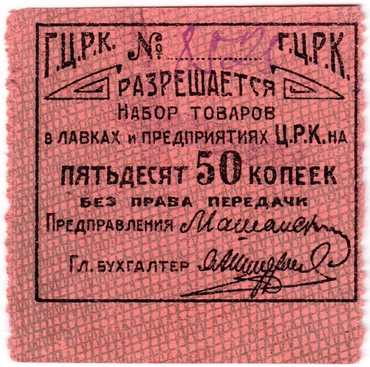 Г.Ц.Р.К. № Г.Ц.Р.К.
РАЗРЕШАЕТСЯ
НАБОР ТОВАРОВ
В ЛАВКАХ И ПРЕДПРИЯТИЯХ Ц.Р.К. НА
ПЯТЬДЕСЯТ 50 КОПЕЕК
БЕЗ ПРАВА ПЕРЕДАЧИ
ПРЕДПРАВЛЕНИЯ
ГЛ. БУХГАЛТЕР